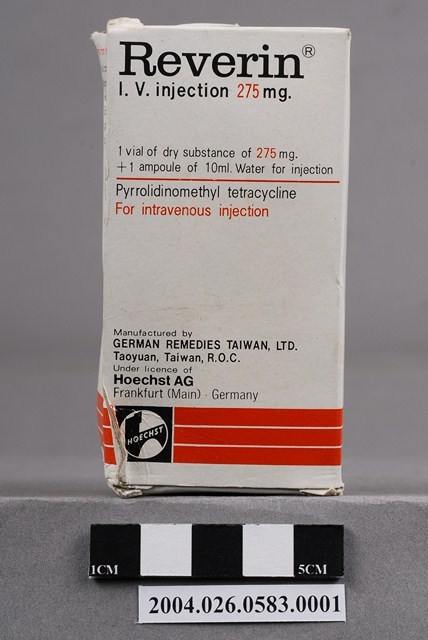 Reverin®
I. V. injection 275 mg.
1 vial of dry substance of 275 mg.
+ 1 ampoule of 10ml. Water for injection
Pyrrolidinomethyl tetracycline
For intravenous injection
Manufactured by
GERMAN REMEDIES TAIWAN, LTD.
Taoyuan, Taiwan, R.O.C.
Under licence of
Hoechst AG
Frankfurt (Main) · Germany
HOECHST
1CM 5CM
2004.026.0583.0001